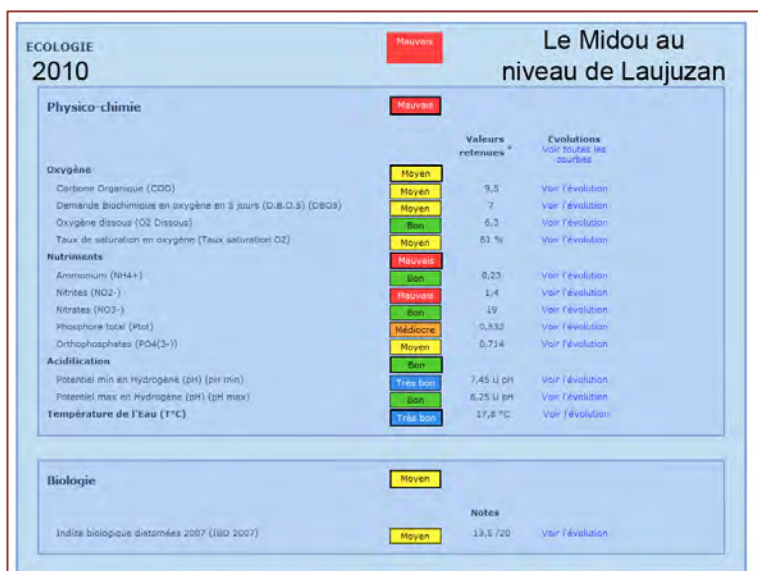 ECOLOGIE
Mauvais
Le Midou au
2010
niveau de Laujuzan
Physico-chimie
Mauvais
Valeurs retenues
Evolutions
Voir toutes les courbes
Oxygène
Moyen
Carbone Organique (COD) Moyen 9,5 Voir l'évolution
Demande Biochimique en oxygène en 5 jours (D.B.O.5) (DBO5) Moyen 7 Voir l'évolution
Oxygène dissous (O2 Dissous) Bon 6,3 Voir l'évolution
Taux de saturation en oxygène (Taux saturation O2) Moyen 61 % Voir l'évolution
Nutriments Mauvais
Ammonium (NH4+) Bon 0,23 Voir l'évolution
Nitrites (NO2-) Mauvais 1,4 Voir l'évolution
Nitrates (NO3-) Bon 19 Voir l'évolution
Phosphore total (Ptot) Médiocre 0,532 Voir l'évolution
Orthophosphates (PO4(3-)) Moyen 0,714 Voir l'évolution
Acidification Bon
Potentiel min en Hydrogène (pH) (pH min) Très bon 7,45 U pH Voir l'évolution
Potentiel max en Hydrogène (pH) (pH max) Bon 8,25 U pH Voir l'évolution
Température de l'Eau (T°C) Très bon 17,8 °C Voir l'évolution
Biologie Moyen
Notes
Indice biologique diatomées 2007 (IBD 2007) Moyen 13,5 /20 Voir l'évolution